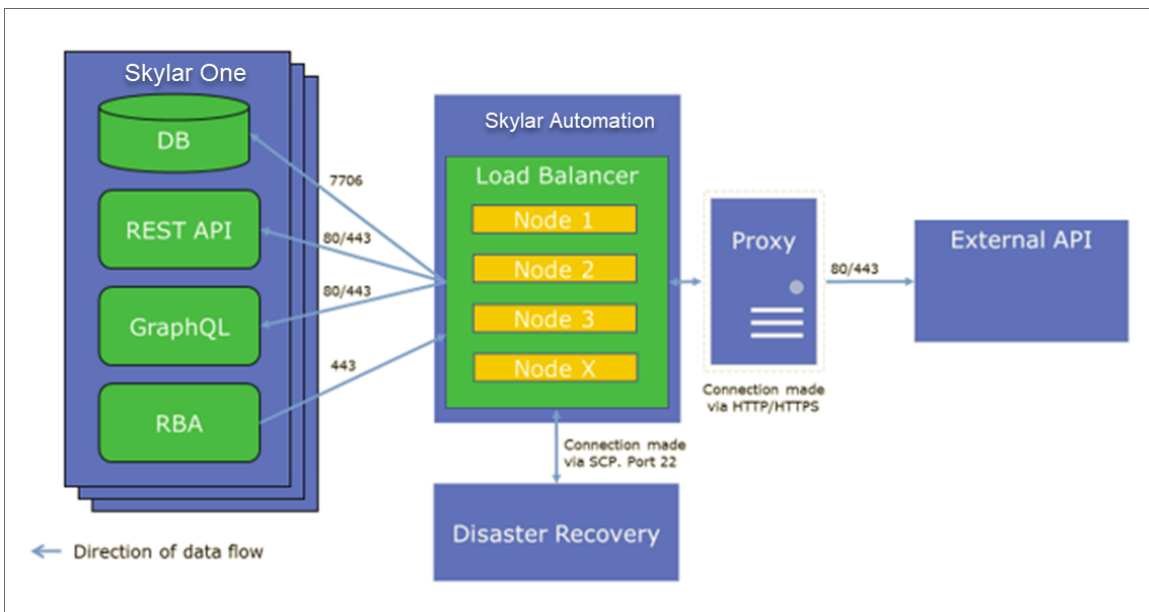 Skylar One
DB
REST API
GraphQL
RBA
7706
80/443
80/443
443
Skylar Automation
Load Balancer
Node 1
Node 2
Node 3
Node X
Proxy
Connection made
via HTTP/HTTPS
80/443
External API
Connection made
via SCP. Port 22
Disaster Recovery
Direction of data flow